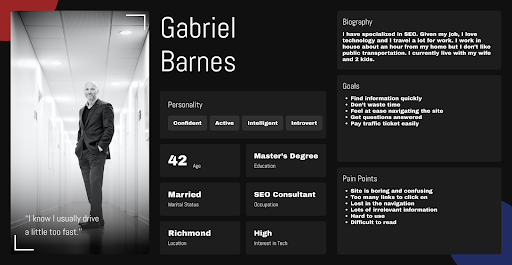 Gabriel
Barnes
"I know I usually drive
a little too fast."
Personality
Confident
Active
Intelligent
Introvert
42 Age
Master's Degree
Education
Married
Marital Status
SEO Consultant
Occupation
Richmond
Location
High
Interest in Tech
Biography
I have specialized in SEO. Given my job, I love
technology and I travel a lot for work. I work in
house about an hour from my home but I don't like
public transportation. I currently live with my wife
and 2 kids.
Goals
• Find information quickly
• Don't waste time
• Feel at ease navigating the site
• Get questions answered
• Pay traffic ticket easily
Pain Points
• Site is boring and confusing
• Too many links to click on
• Lost in the navigation
• Lots of irrelevant information
• Hard to use
• Difficult to read